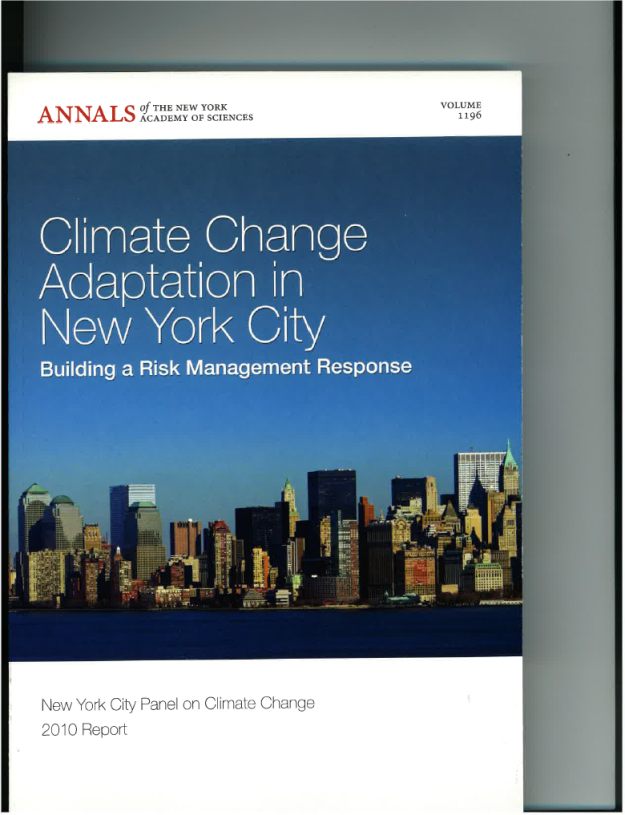 ANNALS of THE NEW YORK
ACADEMY OF SCIENCES
VOLUME
1196
Climate Change
Adaptation in
New York City
Building a Risk Management Response
New York City Panel on Climate Change
2010 Report